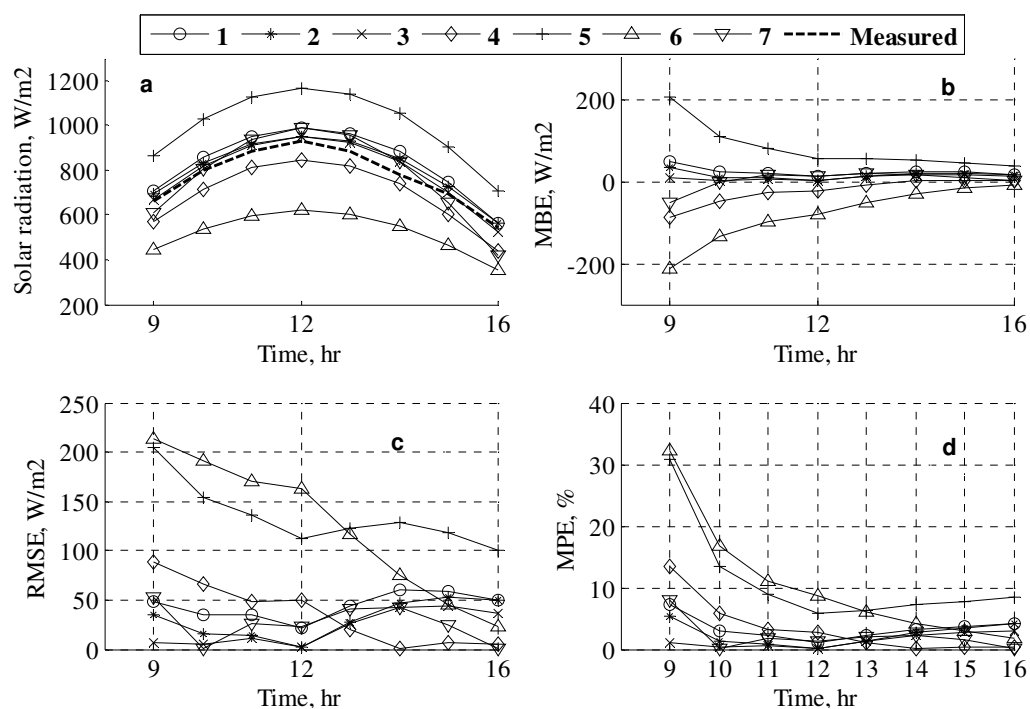 1 2 3 4 5 6 7 Measured
a
Solar radiation, W/m2
1200
1000
800
600
400
200
9 12 16
Time, hr
b
MBE, W/m2
200
0
-200
9 12 16
Time, hr
c
RMSE, W/m2
250
200
150
100
50
0
9 12 16
Time, hr
d
MPE, %
40
30
20
10
0
9 10 11 12 13 14 15 16
Time, hr